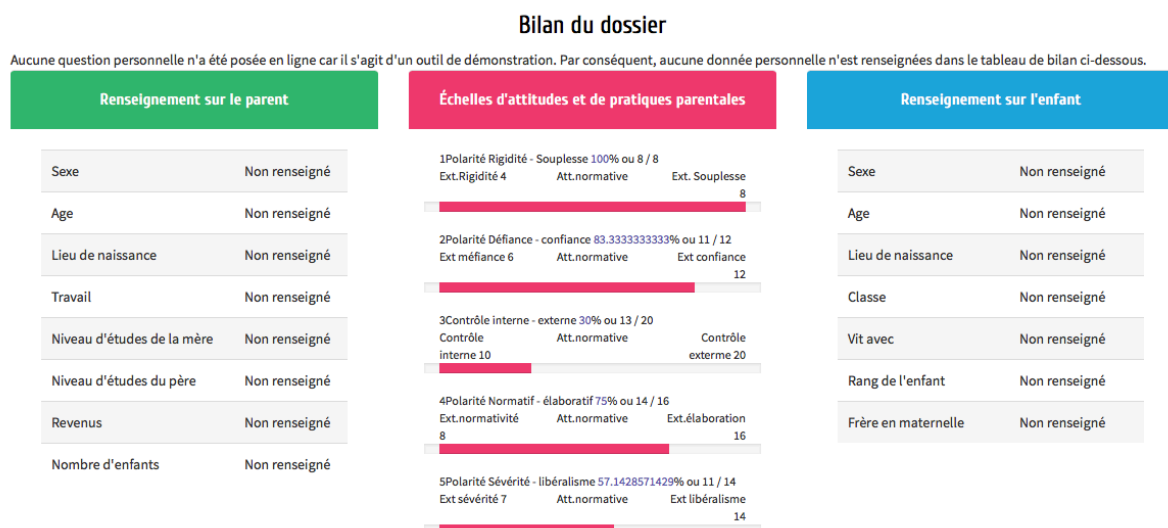 Bilan du dossier
Aucune question personnelle n'a été posée en ligne car il s'agit d'un outil de démonstration. Par conséquent, aucune donnée personnelle n'est renseignées dans le tableau de bilan ci-dessous.
Renseignement sur le parent
Sexe Non renseigné
Age Non renseigné
Lieu de naissance Non renseigné
Travail Non renseigné
Niveau d'études de la mère Non renseigné
Niveau d'études du père Non renseigné
Revenus Non renseigné
Nombre d'enfants Non renseigné
Échelles d'attitudes et de pratiques parentales
1Polarité Rigidité - Souplesse 100% ou 8 / 8
Ext.Rigidité 4 Att.normative Ext. Souplesse
8
2Polarité Défiance - confiance 83.3333333333% ou 11 / 12
Ext méfiance 6 Att.normative Ext confiance
12
3Contrôle interne - externe 30% ou 13 / 20
Contrôle Att.normative Contrôle
interne 10 exterme 20
4Polarité Normatif - élaboratif 75% ou 14 / 16
Ext.normativité Att.normative Ext.élaboration
8 16
5Polarité Sévérité - libéralisme 57.1428571429% ou 11 / 14
Ext sévérité 7 Att.normative Ext libéralisme
14
Renseignement sur l'enfant
Sexe Non renseigné
Age Non renseigné
Lieu de naissance Non renseigné
Classe Non renseigné
Vit avec Non renseigné
Rang de l'enfant Non renseigné
Frère en maternelle Non renseigné